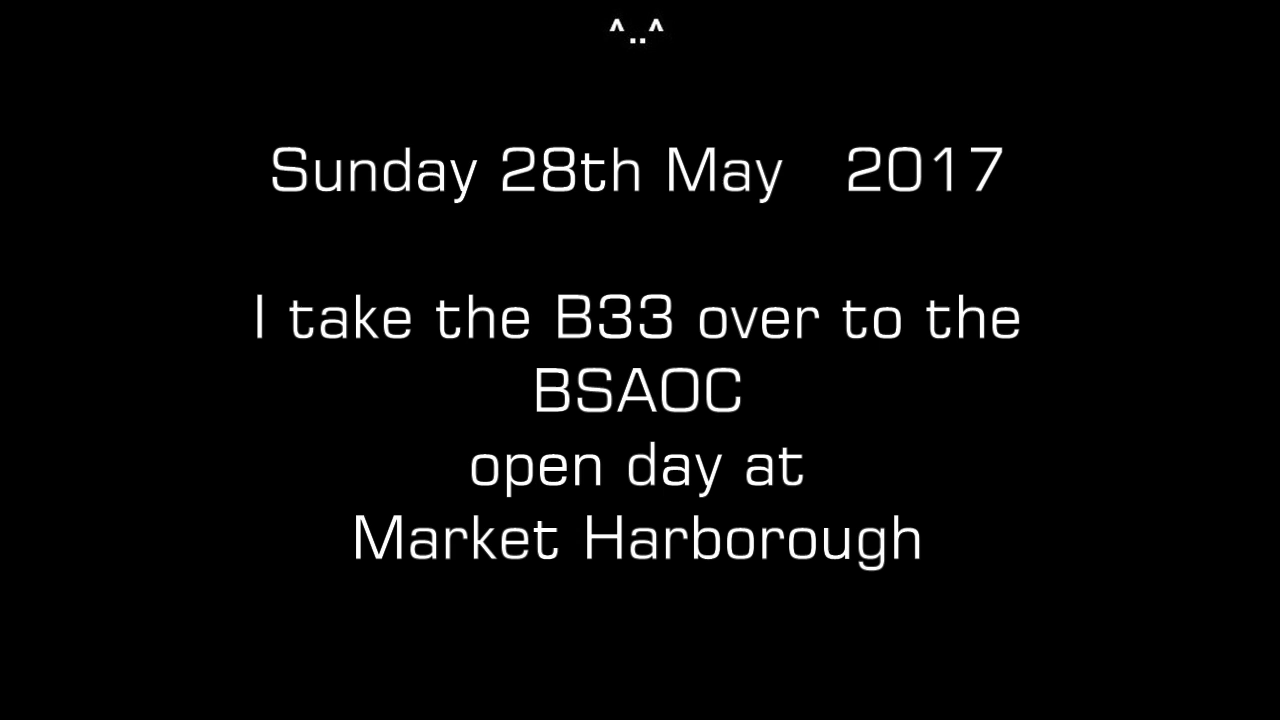 ^..^
Sunday 28th May 2017
I take the B33 over to the
BSAOC
open day at
Market Harborough